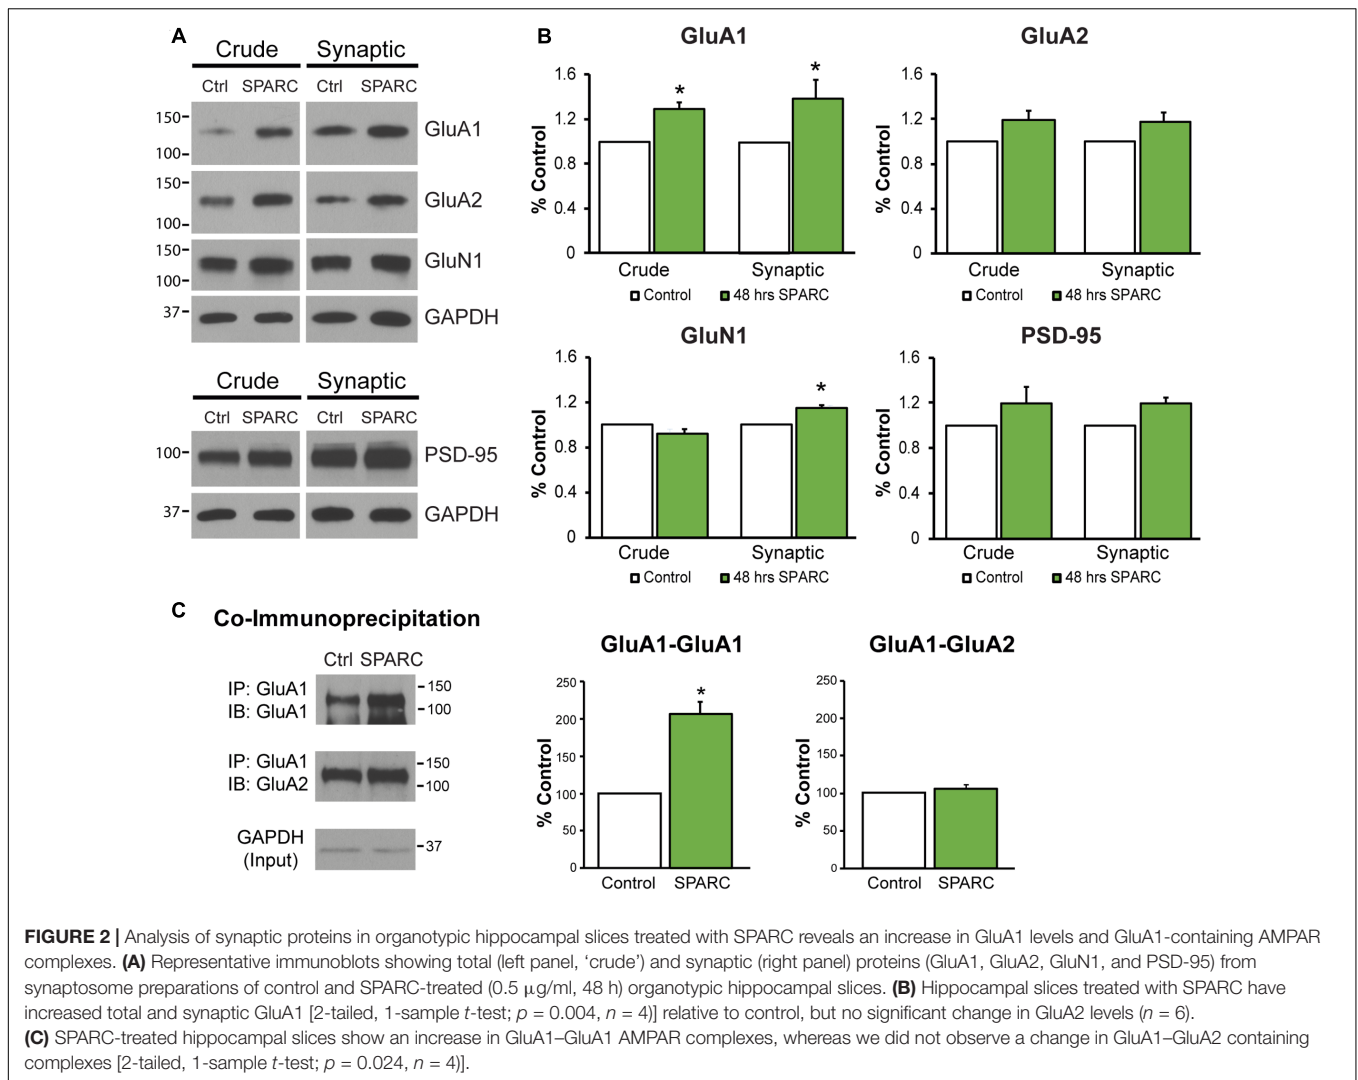 A
Crude Synaptic
Ctrl SPARC Ctrl SPARC
150
GluA1
100
150
GluA2
100
150
GluN1
100
37
GAPDH
Crude Synaptic
Ctrl SPARC Ctrl SPARC
100
PSD-95
37
GAPDH
B
GluA1
% Control
1.6
1.2
0.8
0.4
0
* *
Crude Synaptic
Control 48 hrs SPARC
GluA2
% Control
1.6
1.2
0.8
0.4
0
Crude Synaptic
Control 48 hrs SPARC
GluN1
% Control
1.6
1.2
0.8
0.4
0
*
Crude Synaptic
Control 48 hrs SPARC
PSD-95
% Control
1.6
1.2
0.8
0.4
0
Crude Synaptic
Control 48 hrs SPARC
C
Co-Immunoprecipitation
Ctrl SPARC
IP: GluA1
IB: GluA1
150
100
IP: GluA1
IB: GluA2
150
100
GAPDH
(Input)
37
GluA1-GluA1
% Control
250
200
150
100
50
0
*
Control SPARC
GluA1-GluA2
% Control
250
200
150
100
50
0
Control SPARC
FIGURE 2 | Analysis of synaptic proteins in organotypic hippocampal slices treated with SPARC reveals an increase in GluA1 levels and GluA1-containing AMPAR
complexes. (A) Representative immunoblots showing total (left panel, ‘crude’) and synaptic (right panel) proteins (GluA1, GluA2, GluN1, and PSD-95) from
synaptosome preparations of control and SPARC-treated (0.5 μg/ml, 48 h) organotypic hippocampal slices. (B) Hippocampal slices treated with SPARC have
increased total and synaptic GluA1 [2-tailed, 1-sample t-test; p = 0.004, n = 4)] relative to control, but no significant change in GluA2 levels (n = 6).
(C) SPARC-treated hippocampal slices show an increase in GluA1–GluA1 AMPAR complexes, whereas we did not observe a change in GluA1–GluA2 containing
complexes [2-tailed, 1-sample t-test; p = 0.024, n = 4)].